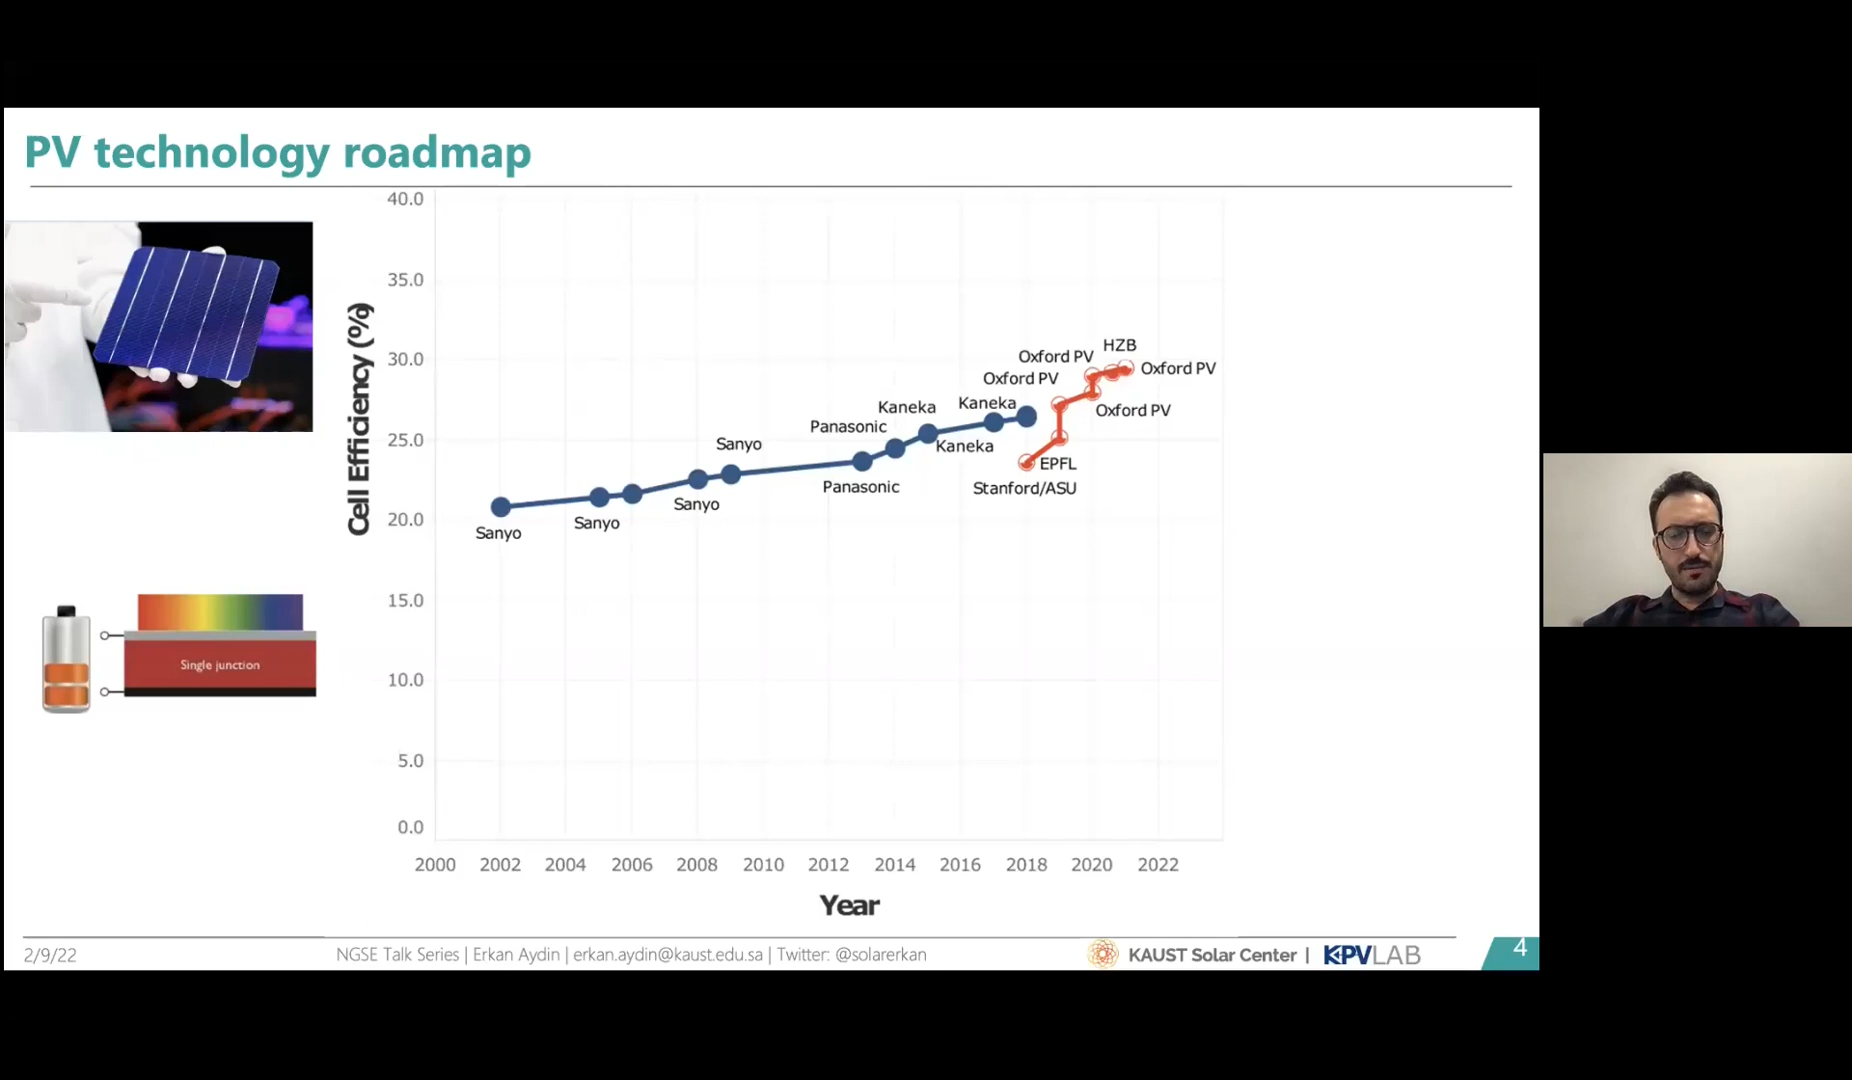 PV technology roadmap
40.0
35.0
30.0
25.0
20.0
15.0
10.0
5.0
0.0
Cell Efficiency (%)
HZB
Oxford PV
Oxford PV
Oxford PV
Oxford PV
Kaneka
Kaneka
Panasonic
Sanyo
Kaneka
EPFL
Panasonic
Stanford/ASU
Sanyo
Sanyo
Sanyo
Single junction
2000 2002 2004 2006 2008 2010 2012 2014 2016 2018 2020 2022
Year
2/9/22
NGSE Talk Series | Erkan Aydin | erkan.aydin@kaust.edu.sa | Twitter: @solarerkan
KAUST Solar Center |
KPVLAB
4